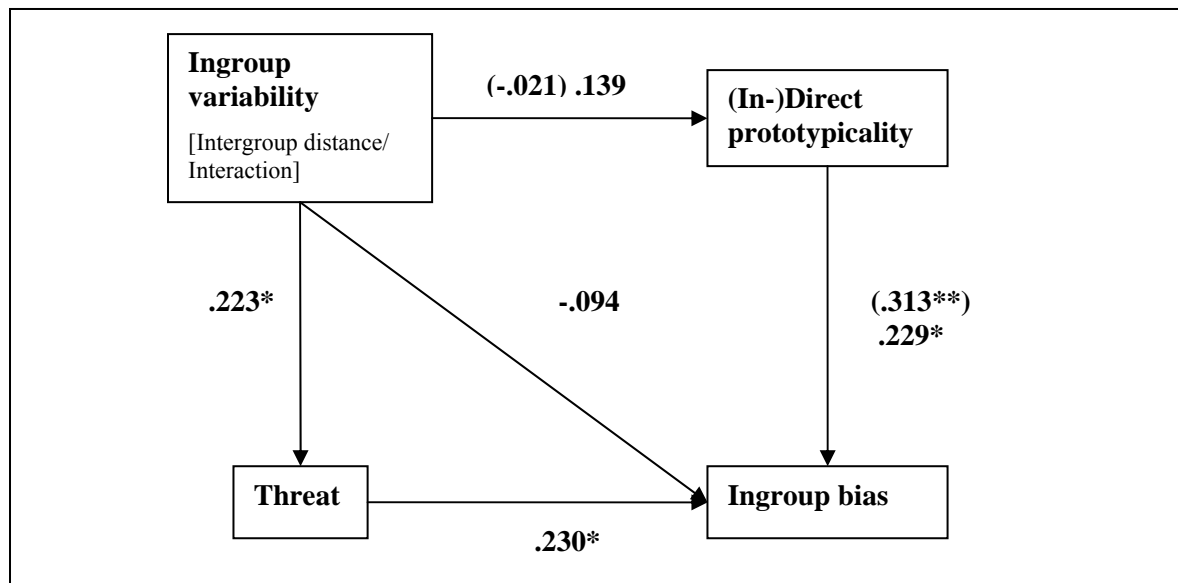 Ingroup
variability
[Intergroup distance/
Interaction]
(-.021) .139
(In-)Direct
prototypicality
.223*
-.094
(.313**)
.229*
Threat
.230*
Ingroup bias